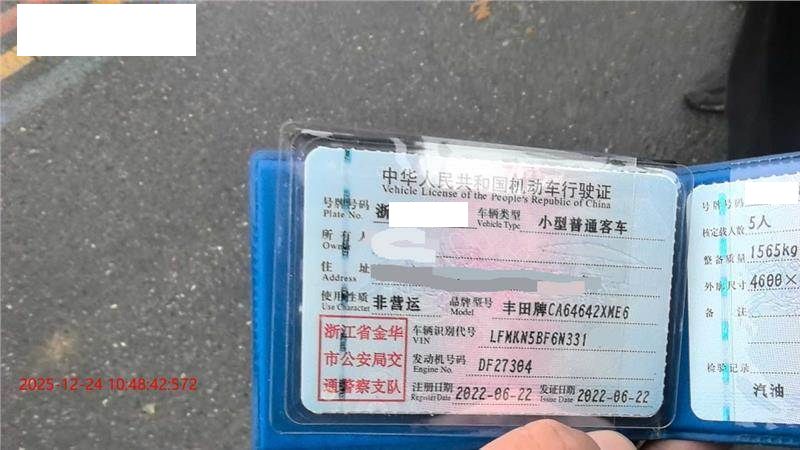 中华人民共和国机动车行驶证
Vehicle License of the People's Republic of China
号牌号码 浙 车辆类型 小型普通客车
Plate No. Vehicle Type
所有人
Owner
住址
Address
使用性质 非营运 品牌型号 丰田牌CA64642XME6
Use Character Model
浙江省金华
市公安局交
通警察支队
车辆识别代号 LFMKN5BF6N331
VIN
发动机号码 DF27304
Engine No.
注册日期 2022-06-22 发证日期 2022-06-22
Register Date Issue Date
号牌号码
核定载人数 5人
整备质量 1565kg
外廓尺寸 4600×
备注
检验记录
汽油
2025-12-24 10:48:42:572